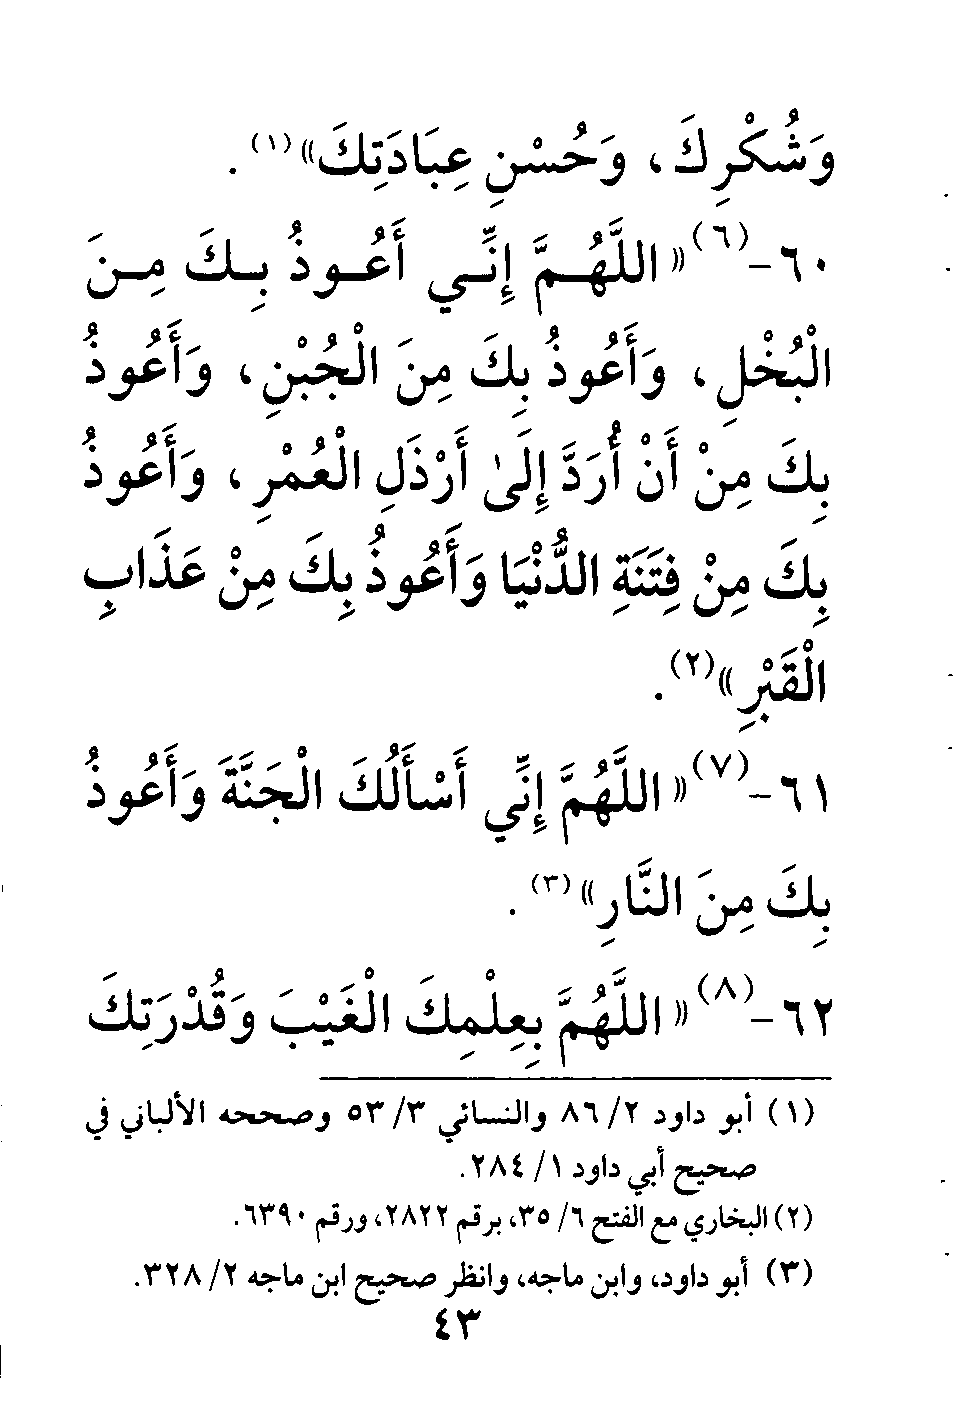 وَشُكْرِكَ، وَحُسْنِ عِبَادَتِكَ»(١).
٦٠-(٦)«اللَّهُمَّ إِنِّي أَعُوذُ بِكَ مِنَ
الْبُخْلِ، وَأَعُوذُ بِكَ مِنَ الْجُبْنِ، وَأَعُوذُ
بِكَ مِنْ أَنْ أُرَدَّ إِلَىٰ أَرْذَلِ الْعُمْرِ، وَأَعُوذُ
بِكَ مِنْ فِتَنَةِ الدُّنْيَا وَأَعُوذُ بِكَ مِنْ عَذَابِ
الْقَبْرِ»(٢).
٦١-(٧)«اللَّهُمَّ إِنِّي أَسْأَلُكَ الْجَنَّةَ وَأَعُوذُ
بِكَ مِنَ النَّارِ»(٣).
٦٢-(٨)«اللَّهُمَّ بِعِلْمِكَ الْغَيْبَ وَقُدْرَتِكَ
(١) أبو داود ٢/ ٨٦ والنسائي ٣/ ٥٣ وصححه الألباني في
صحيح أبي داود ١/ ٢٨٤.
(٢) البخاري مع الفتح ٦/ ٣٥، برقم ٢٨٢٢، ورقم ٦٣٩٠.
(٣) أبو داود، وابن ماجه، وانظر صحيح ابن ماجه ٢/ ٣٢٨.
٤٣